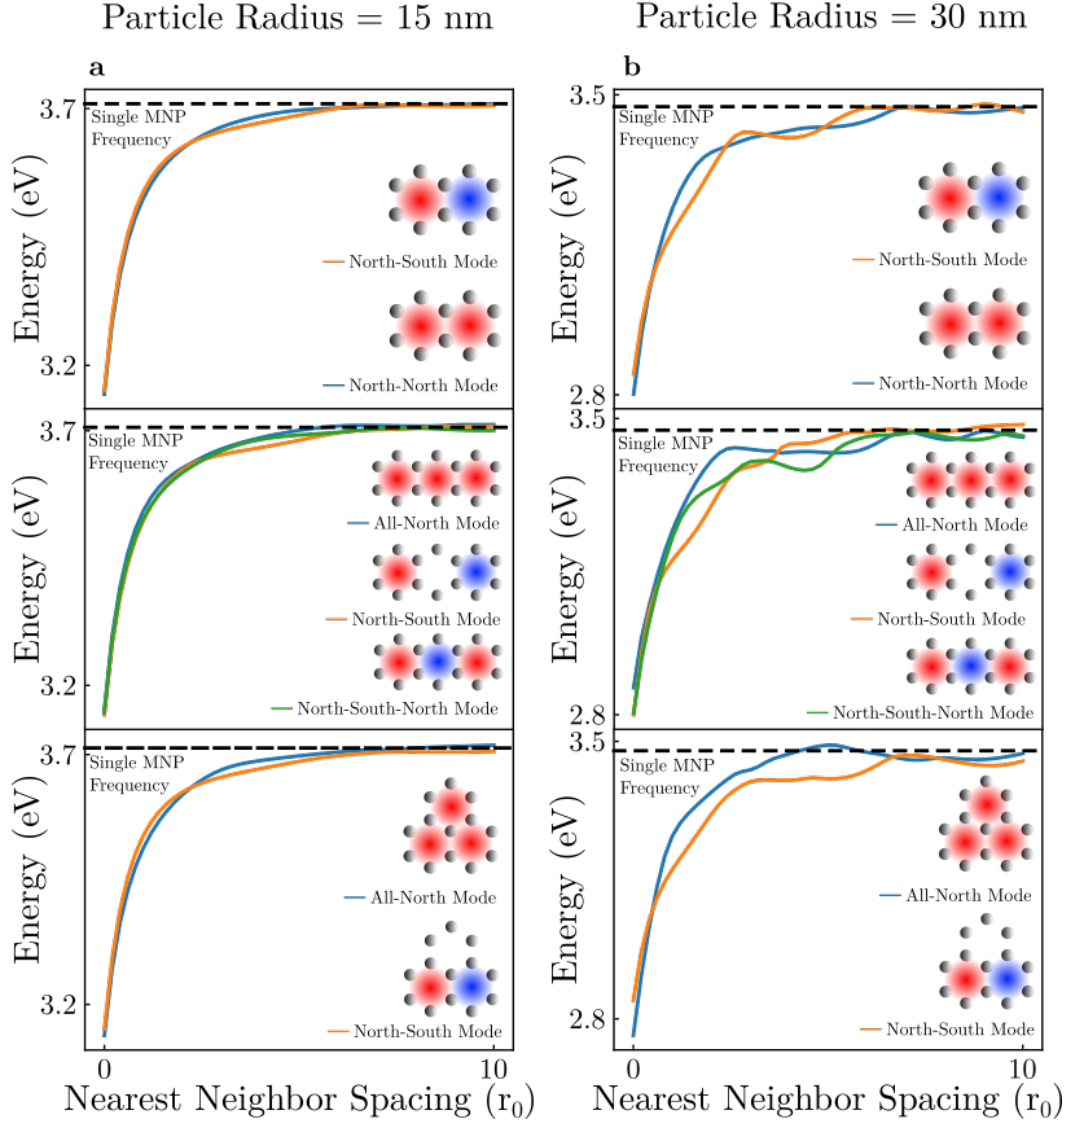 Particle Radius = 15 nm
Particle Radius = 30 nm
a
3.7
Single MNP
Frequency
North-South Mode
North-North Mode
3.2
Energy (eV)
3.7
Single MNP
Frequency
All-North Mode
North-South Mode
North-South-North Mode
3.2
Energy (eV)
3.7
Single MNP
Frequency
All-North Mode
North-South Mode
3.2
Energy (eV)
0
10
Nearest Neighbor Spacing (r₀)
b
3.5
Single MNP
Frequency
North-South Mode
North-North Mode
2.8
Energy (eV)
3.5
Single MNP
Frequency
All-North Mode
North-South Mode
North-South-North Mode
2.8
Energy (eV)
3.5
Single MNP
Frequency
All-North Mode
North-South Mode
2.8
Energy (eV)
0
10
Nearest Neighbor Spacing (r₀)